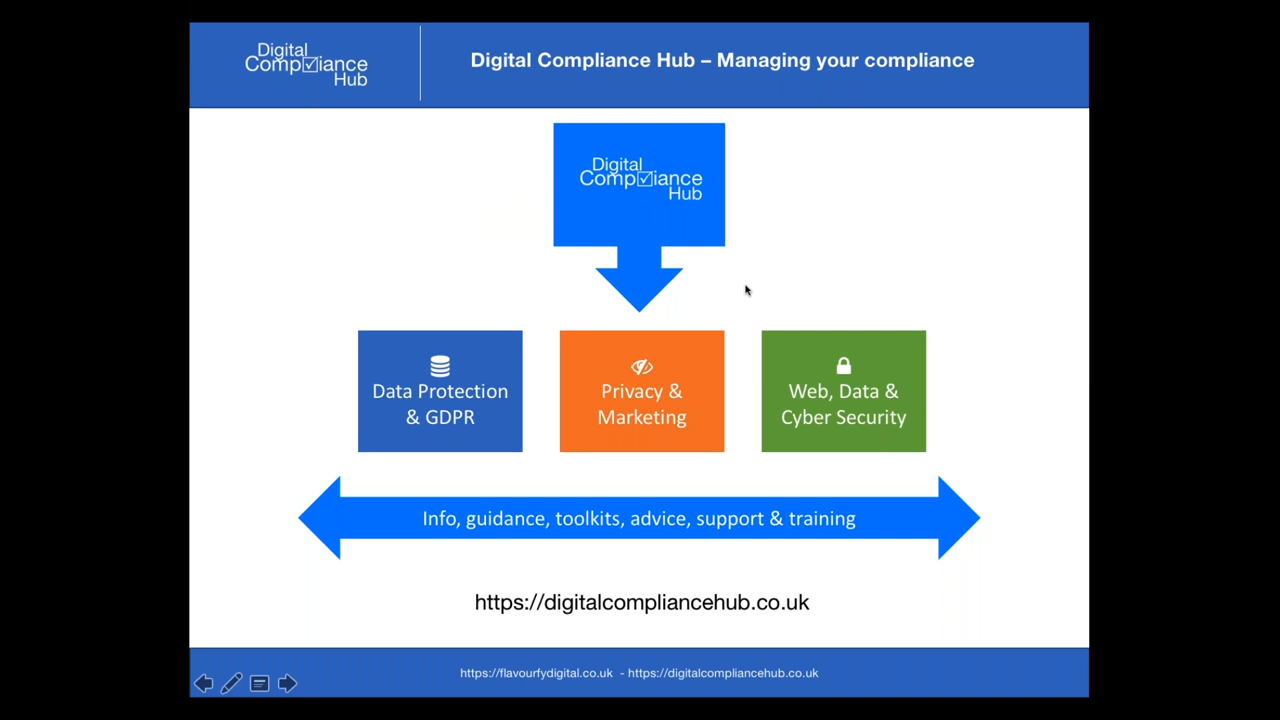 Digital
Compliance
Hub
Digital Compliance Hub – Managing your compliance
Digital
Compliance
Hub
Data Protection
& GDPR
Privacy &
Marketing
Web, Data &
Cyber Security
Info, guidance, toolkits, advice, support & training
https://digitalcompliancehub.co.uk
https://flavourfydigital.co.uk - https://digitalcompliancehub.co.uk